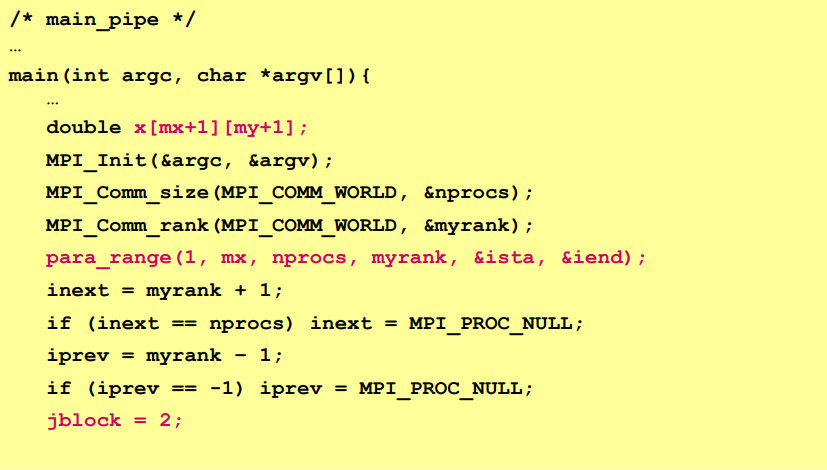 /* main_pipe */
…
main(int argc, char *argv[]){
…
double x[mx+1][my+1];
MPI_Init(&argc, &argv);
MPI_Comm_size(MPI_COMM_WORLD, &nprocs);
MPI_Comm_rank(MPI_COMM_WORLD, &myrank);
para_range(1, mx, nprocs, myrank, &ista, &iend);
inext = myrank + 1;
if (inext == nprocs) inext = MPI_PROC_NULL;
iprev = myrank – 1;
if (iprev == -1) iprev = MPI_PROC_NULL;
jblock = 2;